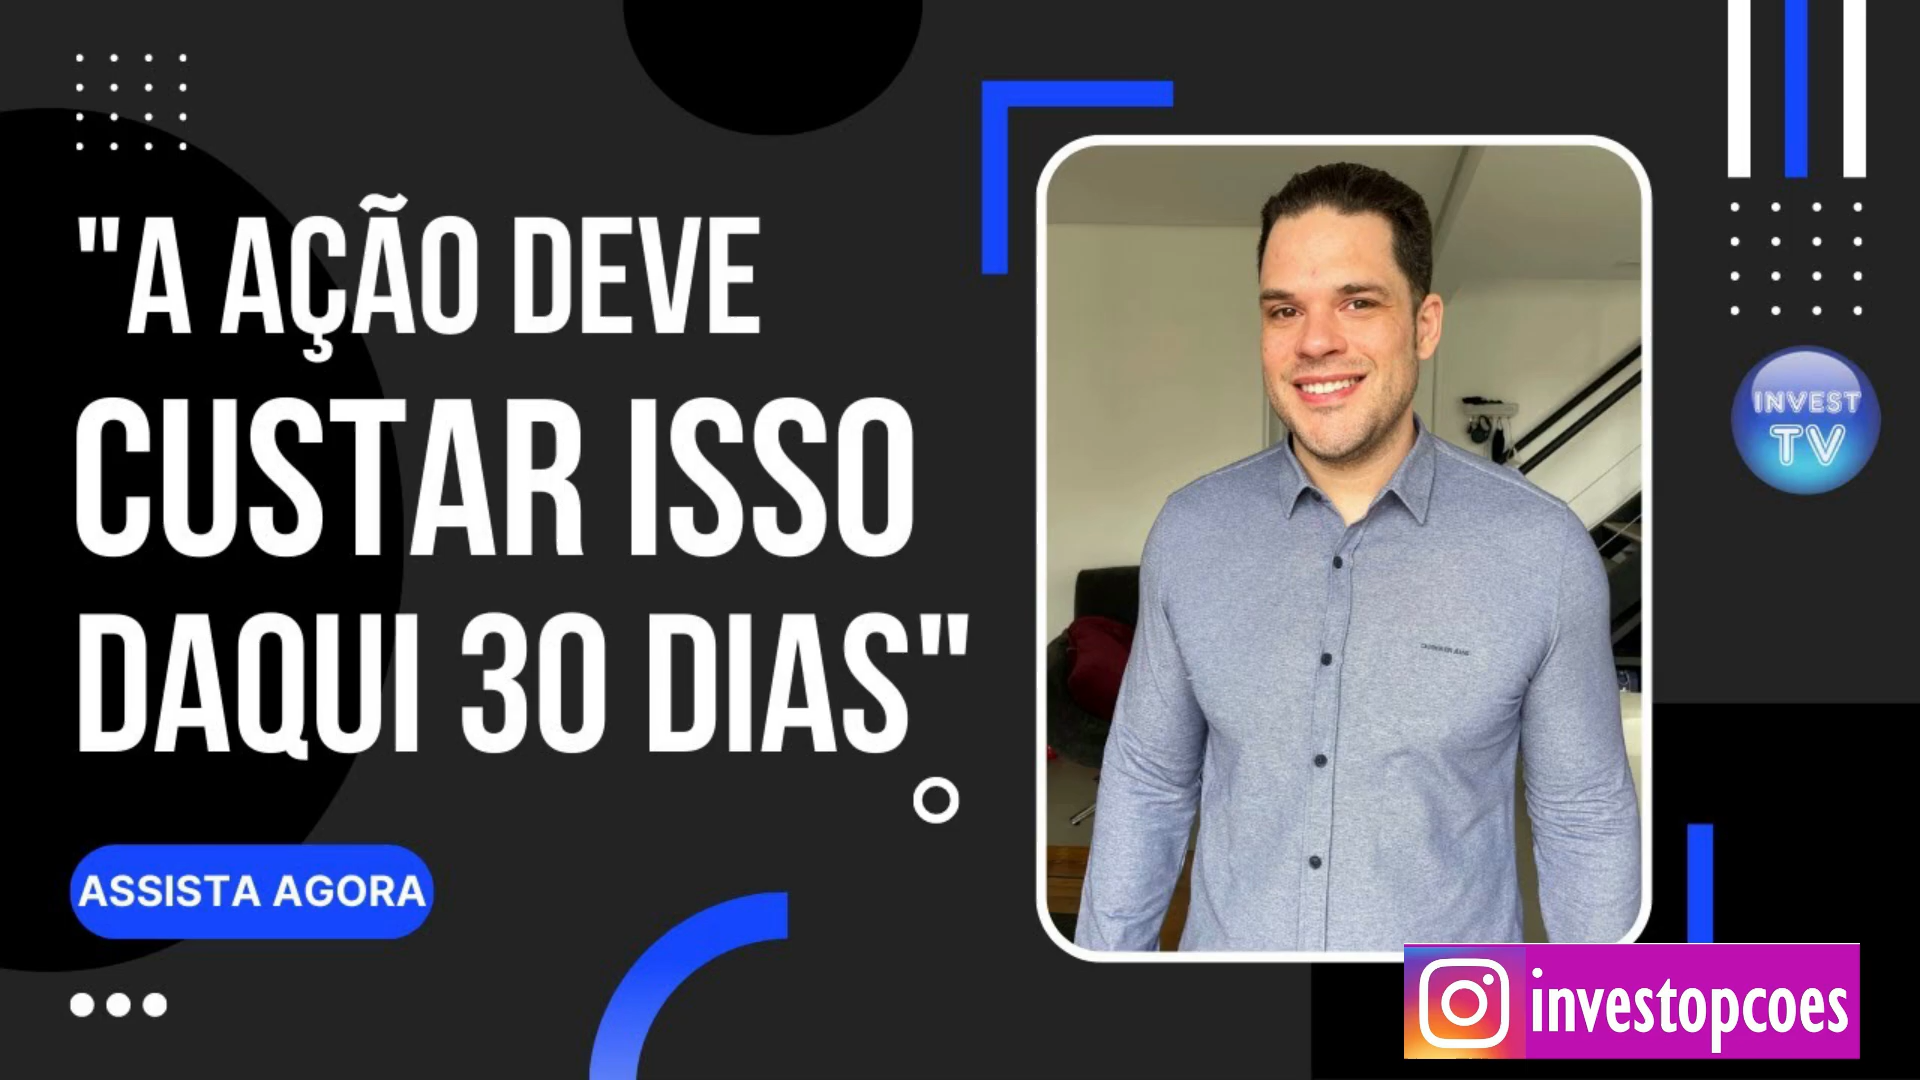 "A AÇÃO DEVE
CUSTAR ISSO
DAQUI 30 DIAS"
ASSISTA AGORA
INVEST
TV
investopcoes